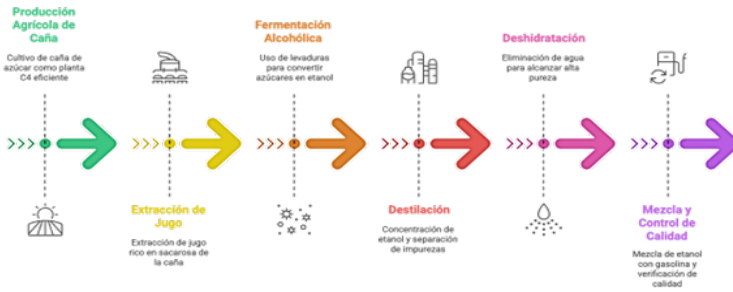 Producción
Agrícola de
Caña
Cultivo de caña de
azúcar como planta
C4 eficiente
Extracción de
Jugo
Extracción de jugo
rico en sacarosa de
la caña
Fermentación
Alcohólica
Uso de levaduras
para convertir
azúcares en etanol
Destilación
Concentración de
etanol y separación
de impurezas
Deshidratación
Eliminación de agua
para alcanzar alta
pureza
Mezcla y
Control de
Calidad
Mezcla de etanol
con gasolina y
verificación de
calidad